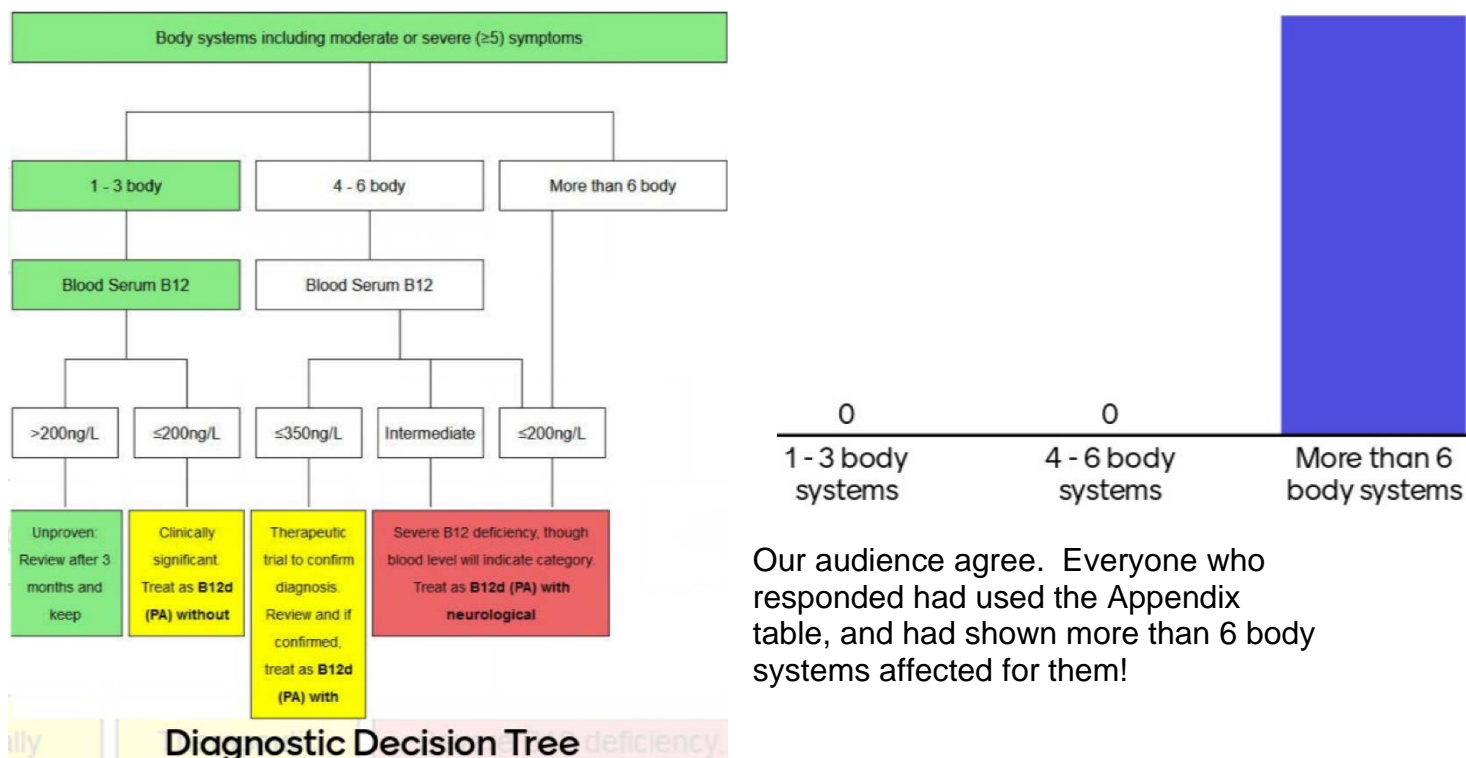 Body systems including moderate or severe (≥5) symptoms
1 - 3 body
4 - 6 body
More than 6 body
Blood Serum B12
Blood Serum B12
>200ng/L
≤200ng/L
≤350ng/L
Intermediate
≤200ng/L
Unproven:
Review after 3
months and
keep
Clinically
significant.
Treat as B12d
(PA) without
Therapeutic
trial to confirm
diagnosis.
Review and if
confirmed,
treat as B12d
(PA) with
Severe B12 deficiency, though
blood level will indicate category.
Treat as B12d (PA) with
neurological
Diagnostic Decision Tree
deficiency,
0
0
1 - 3 body
systems
4 - 6 body
systems
More than 6
body systems
Our audience agree.  Everyone who
responded had used the Appendix
table, and had shown more than 6 body
systems affected for them!